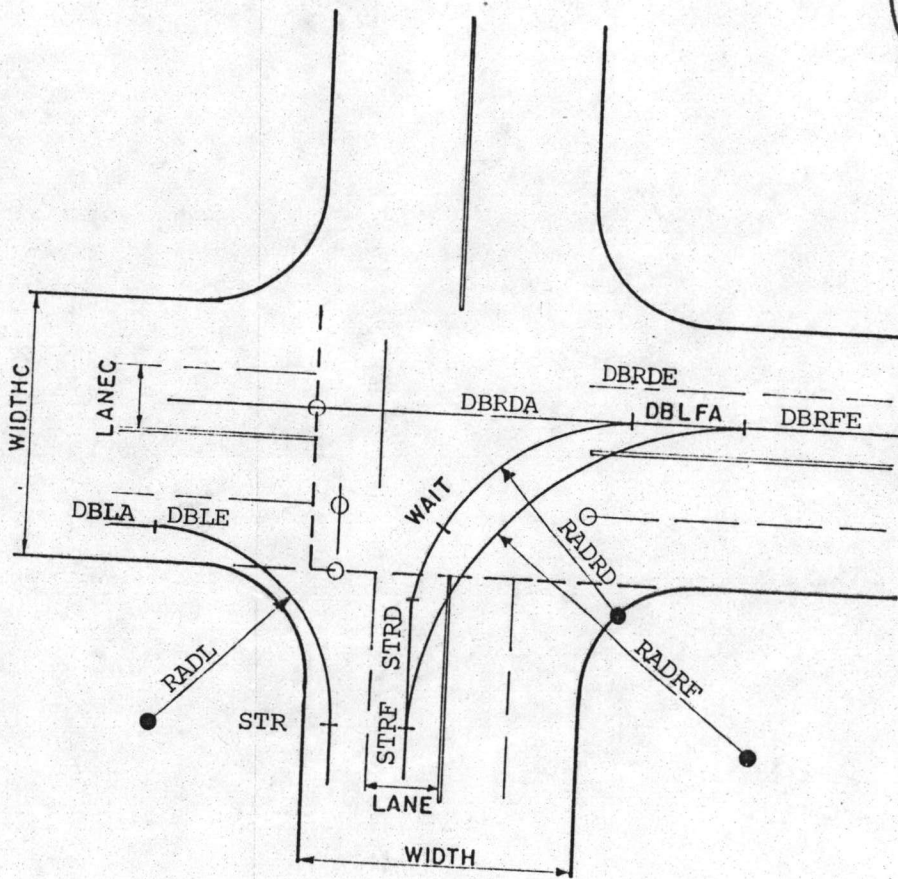 DBRDE
LANEC
WIDTHC
DBRDA
DBLFA
DBRFE
DBLA
DBLE
WAIT
RADRD
RADL
STRD
RADRF
STR
STRF
LANE
WIDTH